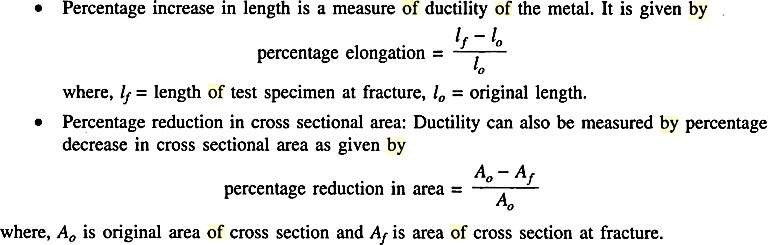 • Percentage increase in length is a measure of ductility of the metal. It is given by
percentage elongation = (l_f – l_o) / l_o
where, l_f = length of test specimen at fracture, l_o = original length.
• Percentage reduction in cross sectional area: Ductility can also be measured by percentage
decrease in cross sectional area as given by
percentage reduction in area = (A_o – A_f) / A_o
where, A_o is original area of cross section and A_f is area of cross section at fracture.